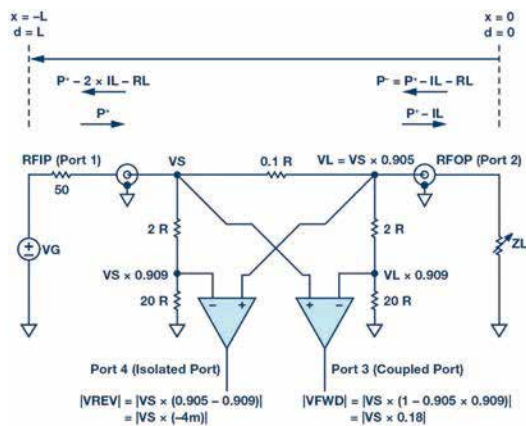 x = –L
d = L
x = 0
d = 0
P⁺ – 2 × IL – RL
P⁻ = P⁺ – IL – RL
P⁺
P⁺ – IL
RFIP (Port 1)
VS
0.1 R
VL = VS × 0.905
RFOP (Port 2)
50
2 R
2 R
VG
ZL
VS × 0.909
VL × 0.909
20 R
20 R
– +
+ –
Port 4 (Isolated Port)
Port 3 (Coupled Port)
|VREV| = |VS × (0.905 – 0.909)|
= |VS × (–4m)|
|VFWD| = |VS × (1 – 0.905 × 0.909)|
= |VS × 0.18|